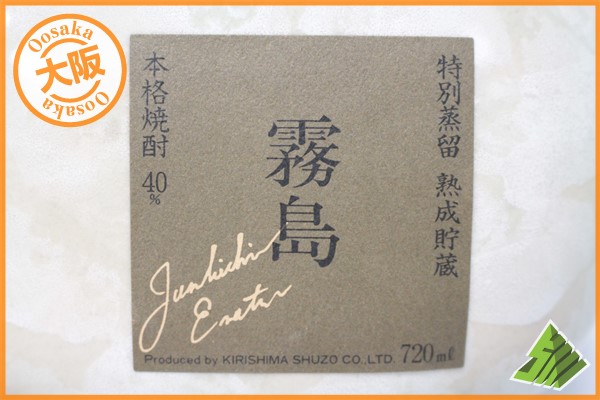 Oosaka
大阪
Oosaka
特別蒸留 熟成貯蔵
霧島
本格焼酎 40%
Junkichi
Enatsu
Produced by KIRISHIMA SHUZO CO.,LTD. 720mℓ